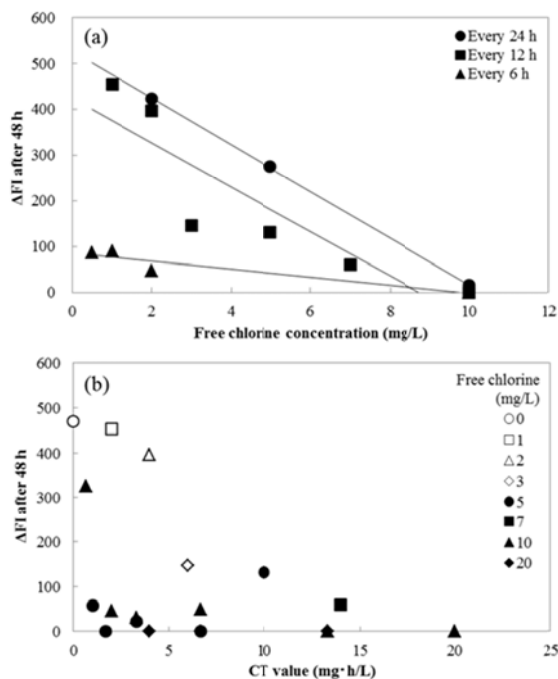 (a)
Every 24 h
Every 12 h
Every 6 h
600
500
400
300
200
100
0
ΔFI after 48 h
0 2 4 6 8 10 12
Free chlorine concentration (mg/L)
(b)
Free chlorine
(mg/L)
0
1
2
3
5
7
10
20
600
500
400
300
200
100
0
ΔFI after 48h
0 5 10 15 20 25
CT value (mg·h/L)